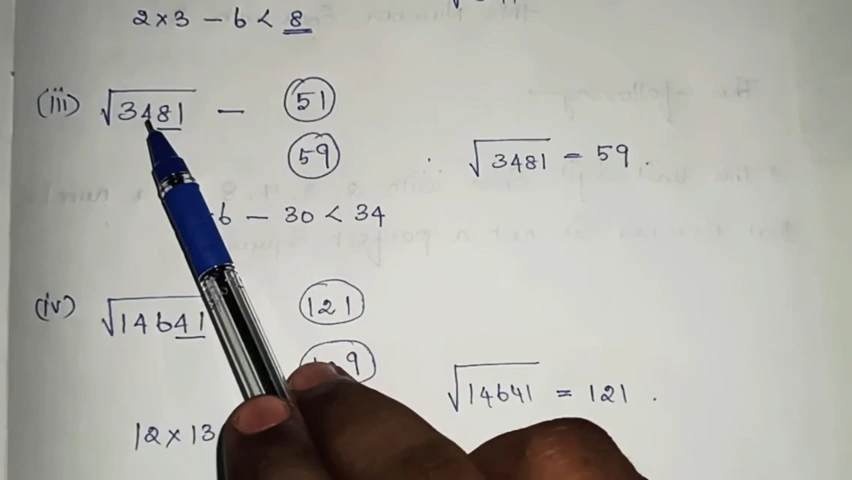 2 × 3 – 6 < 8
(iii) √3481 – 51
59 ∴ √3481 = 59.
6 – 30 < 34
(iv) √14641 121
9 √14641 = 121.
12 × 13